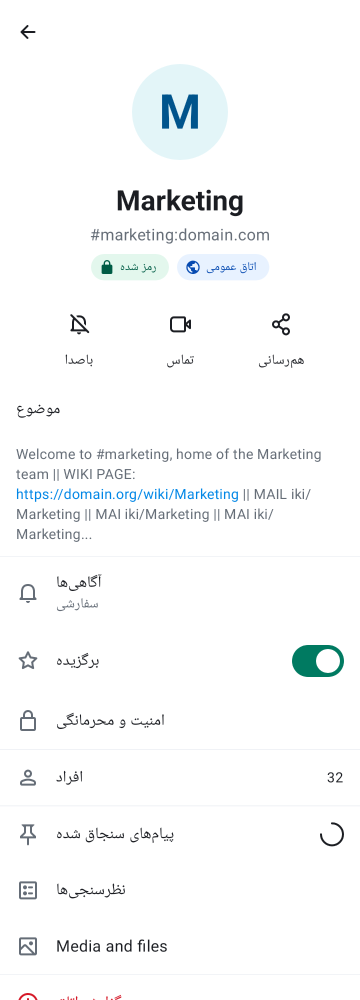 M
Marketing
#marketing:domain.com
رمز شده
اتاق عمومی
باصدا
تماس
هم‌رسانی
موضوع
Welcome to #marketing, home of the Marketing
team || WIKI PAGE:
https://domain.org/wiki/Marketing || MAIL iki/
Marketing || MAI iki/Marketing || MAI iki/
Marketing...
آگاهی‌ها
سفارشی
برگزیده
امنیت و محرمانگی
افراد
32
پیام‌های سنجاق شده
نظرسنجی‌ها
Media and files